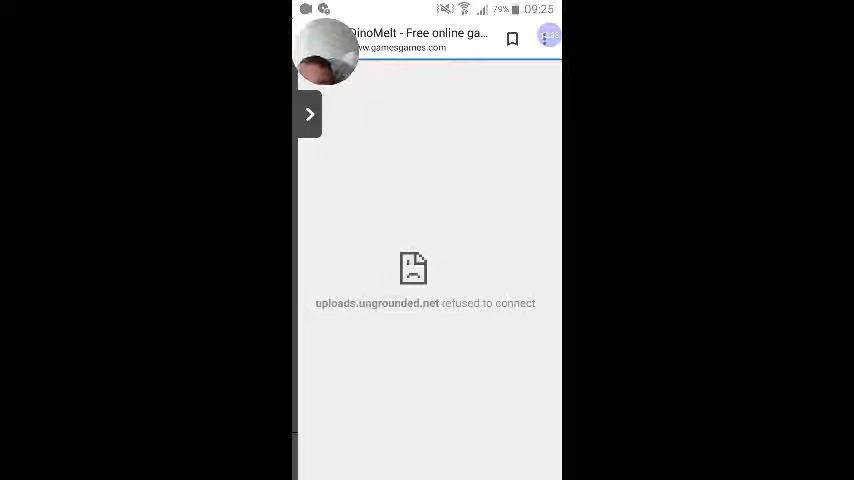 79% 09:25
DinoMelt - Free online ga...
ww.gamesgames.com
uploads.ungrounded.net refused to connect